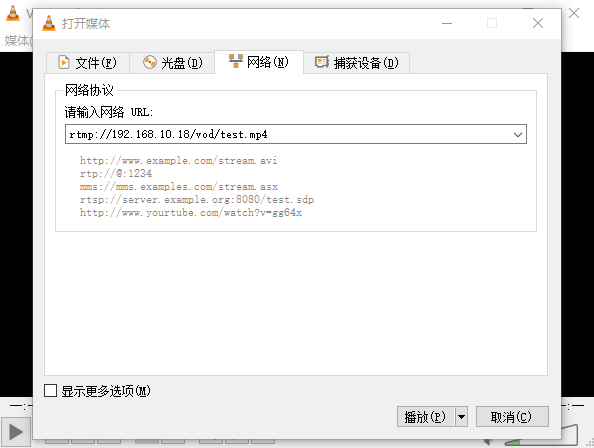 打开媒体
媒体(
文件(F)
光盘(D)
网络(N)
捕获设备(D)
网络协议
请输入网络 URL:
rtmp://192.168.10.18/vod/test.mp4
http://www.example.com/stream.avi
rtp://@:1234
mms://mms.examples.com/stream.asx
rtsp://server.example.org:8080/test.sdp
http://www.yourtube.com/watch?v=gg64x
显示更多选项(M)
播放(P)
取消(C)